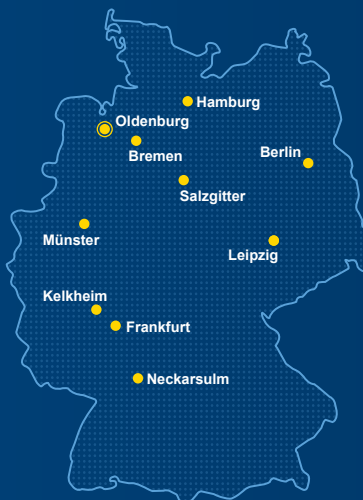 Hamburg
Oldenburg
Bremen
Berlin
Salzgitter
Münster
Leipzig
Kelkheim
Frankfurt
Neckarsulm